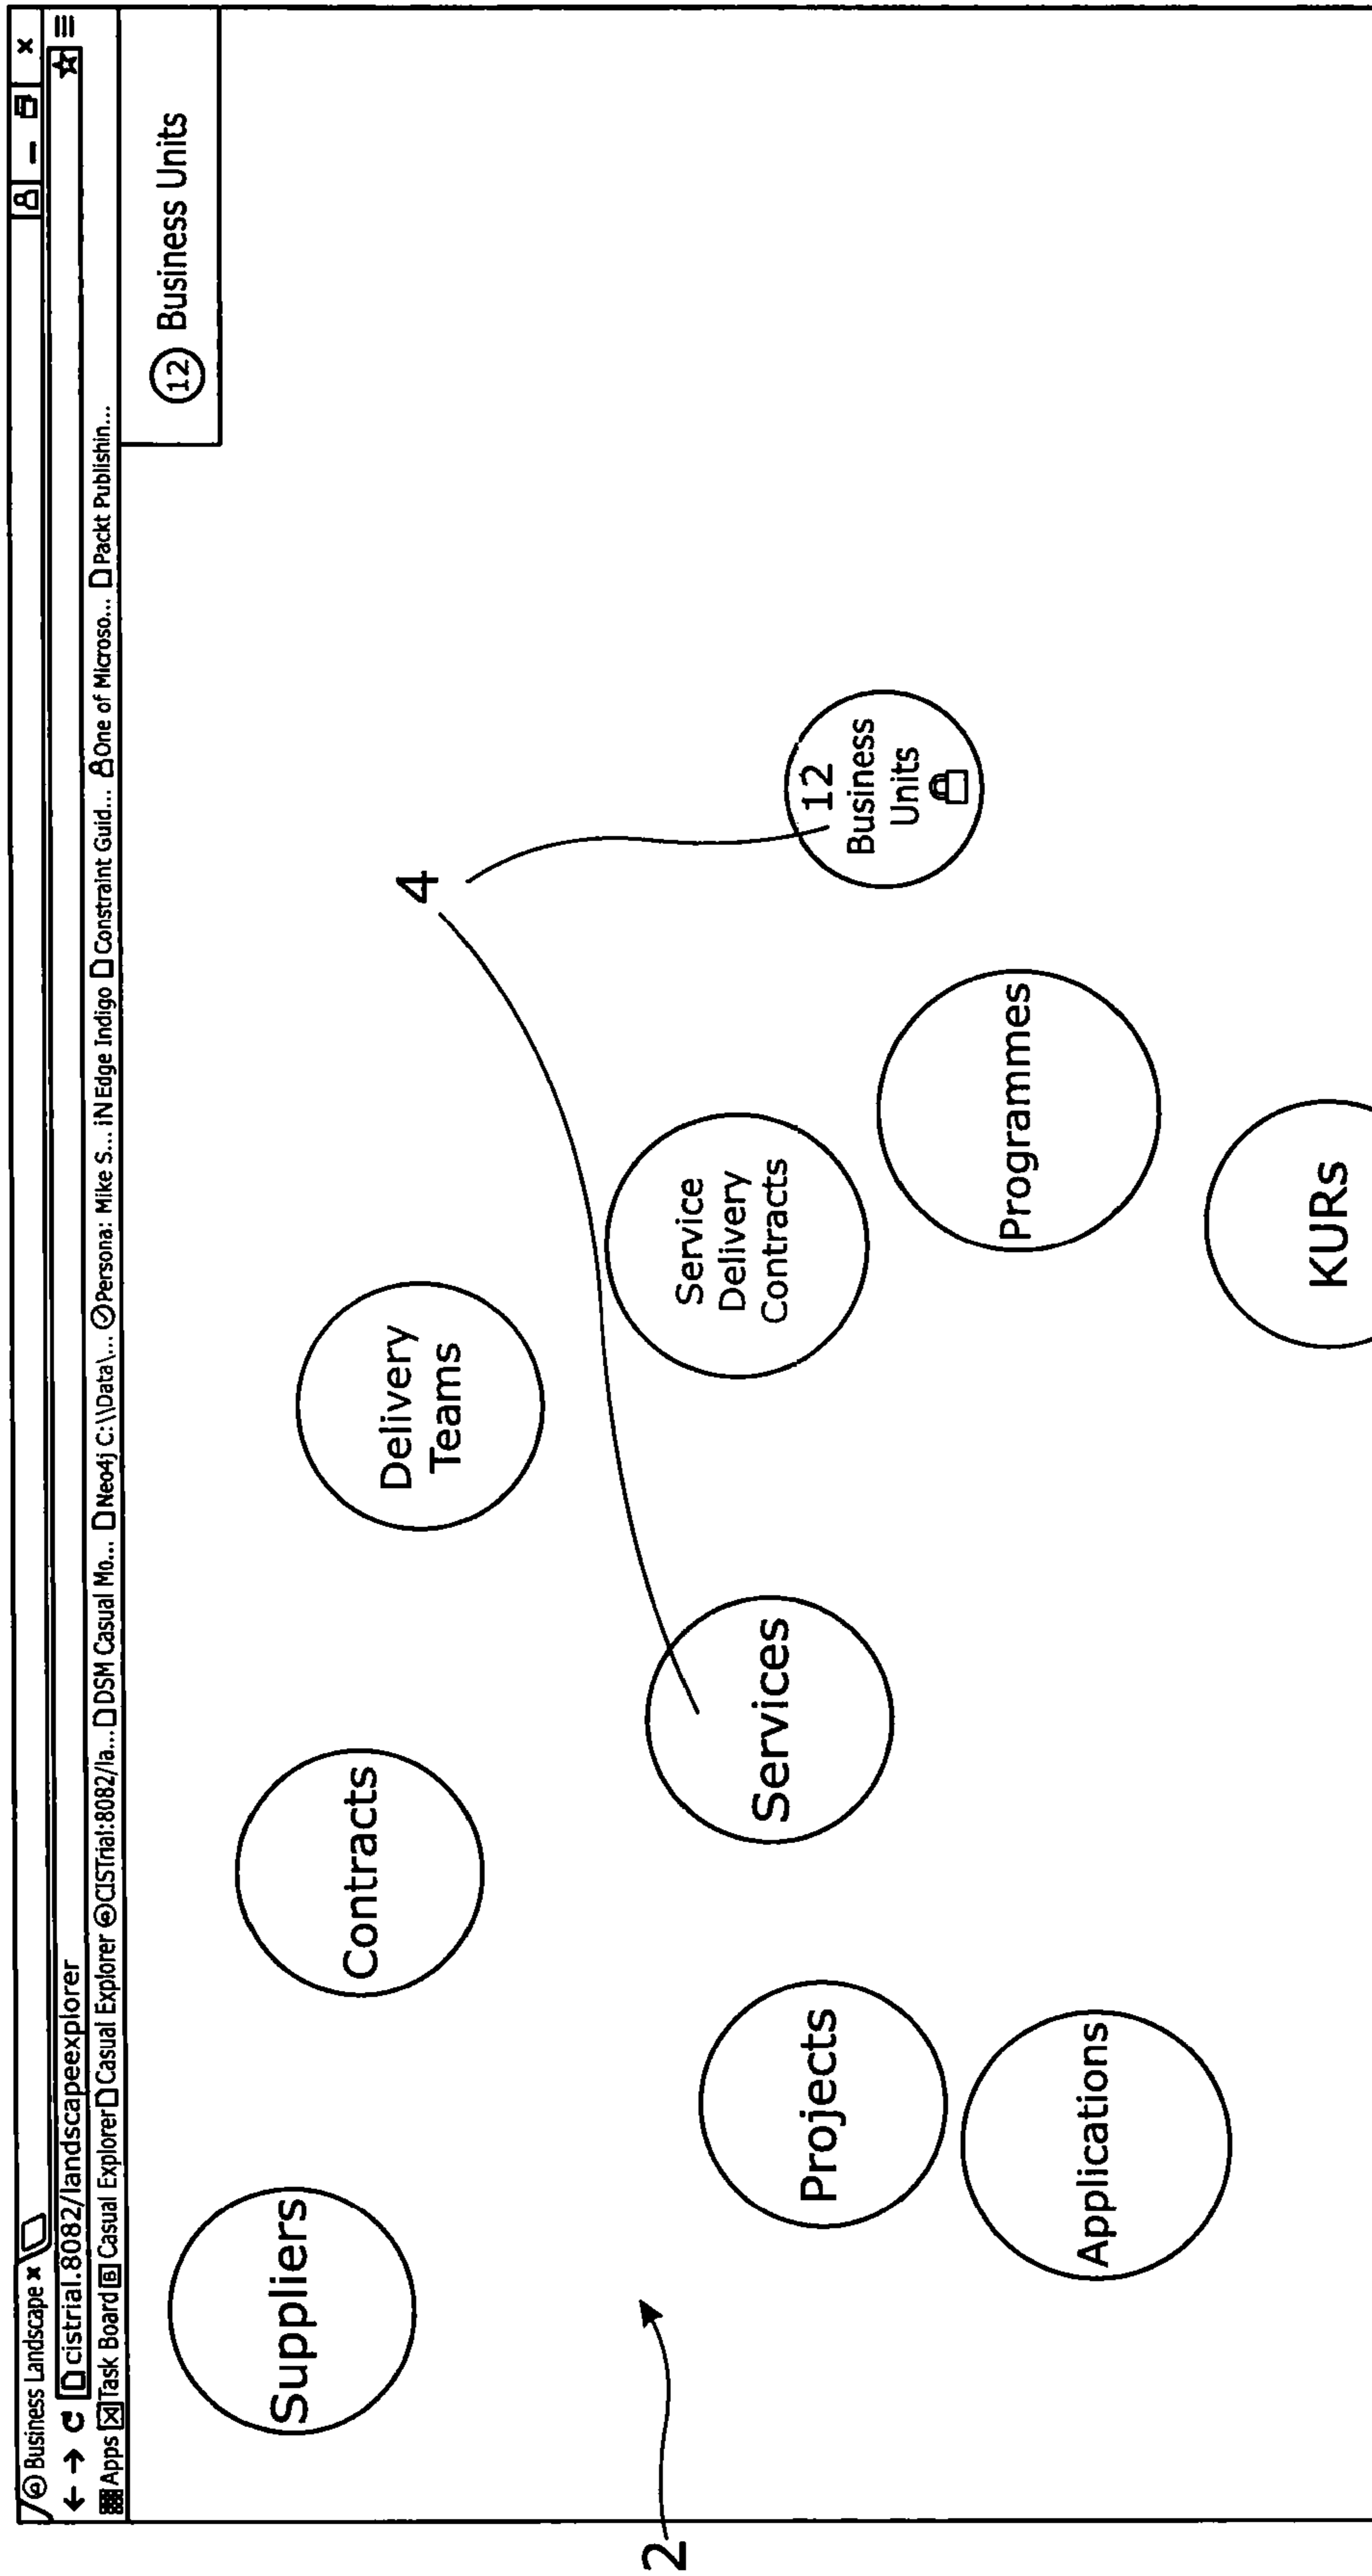 Business Landscape x
cistrial.8082/landscapeexplorer
Apps Task Board B Casual Explorer Casual Explorer CISTrial:8082/la... DSM Casual Mo... Neo4j C:\\Data\... Persona: Mike S... iN Edge Indigo Constraint Guid... One of Microso... Packt Publishin...
12 Business Units
Suppliers
Contracts
Delivery
Teams
4
2
Projects
Services
Service
Delivery
Contracts
12
Business
Units
Applications
Programmes
KURs